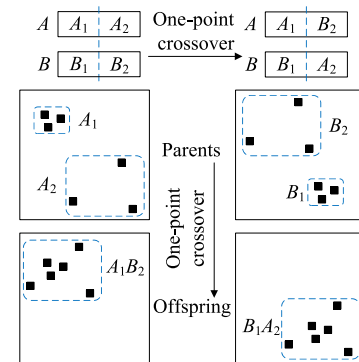 A A₁ A₂ One-point crossover A A₁ B₂
B B₁ B₂ B B₁ A₂
A₁
A₂
Parents
B₂
B₁
One-point crossover
A₁B₂
Offspring
B₁A₂